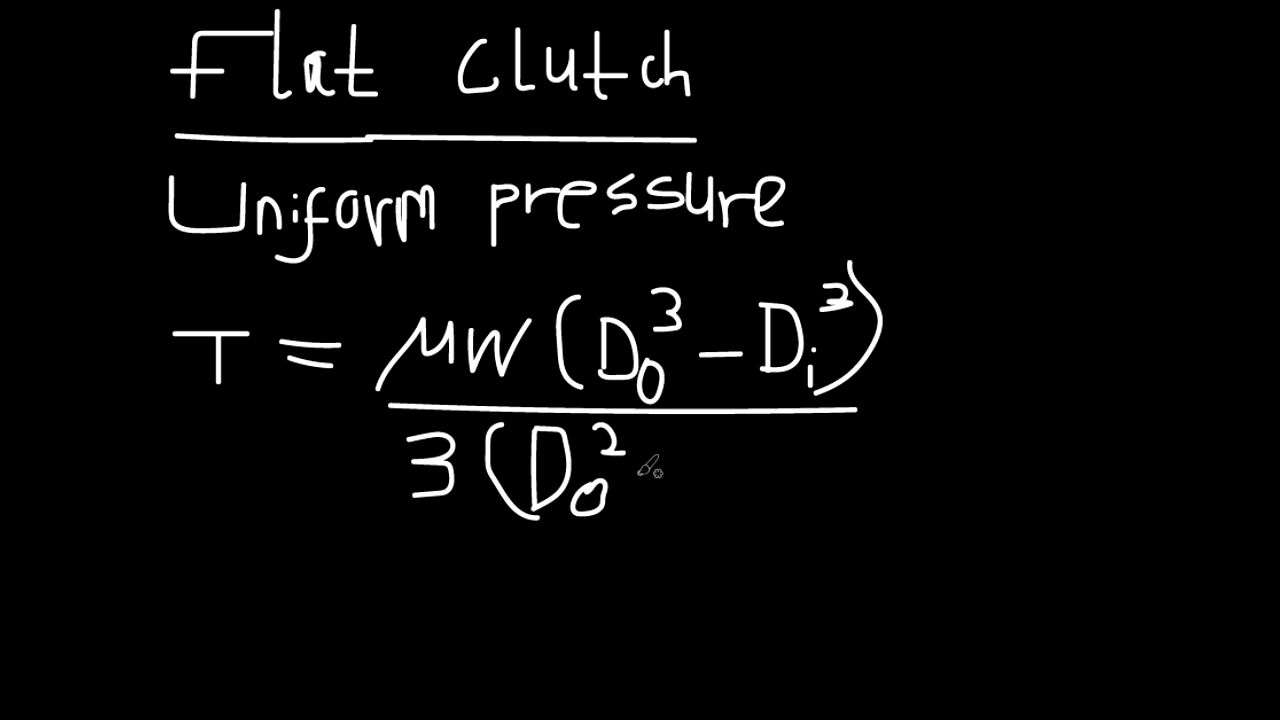 Flat clutch
Uniform pressure
T = μW (D₀³ - Dᵢ³)
3 (D₀²